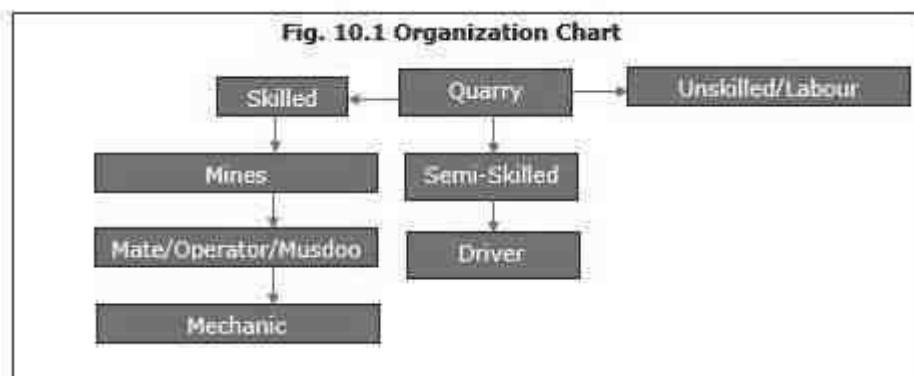 Fig. 10.1 Organization Chart
Skilled
Quarry
Unskilled/Labour
Mines
Semi-Skilled
Mate/Operator/Musdoo
Driver
Mechanic